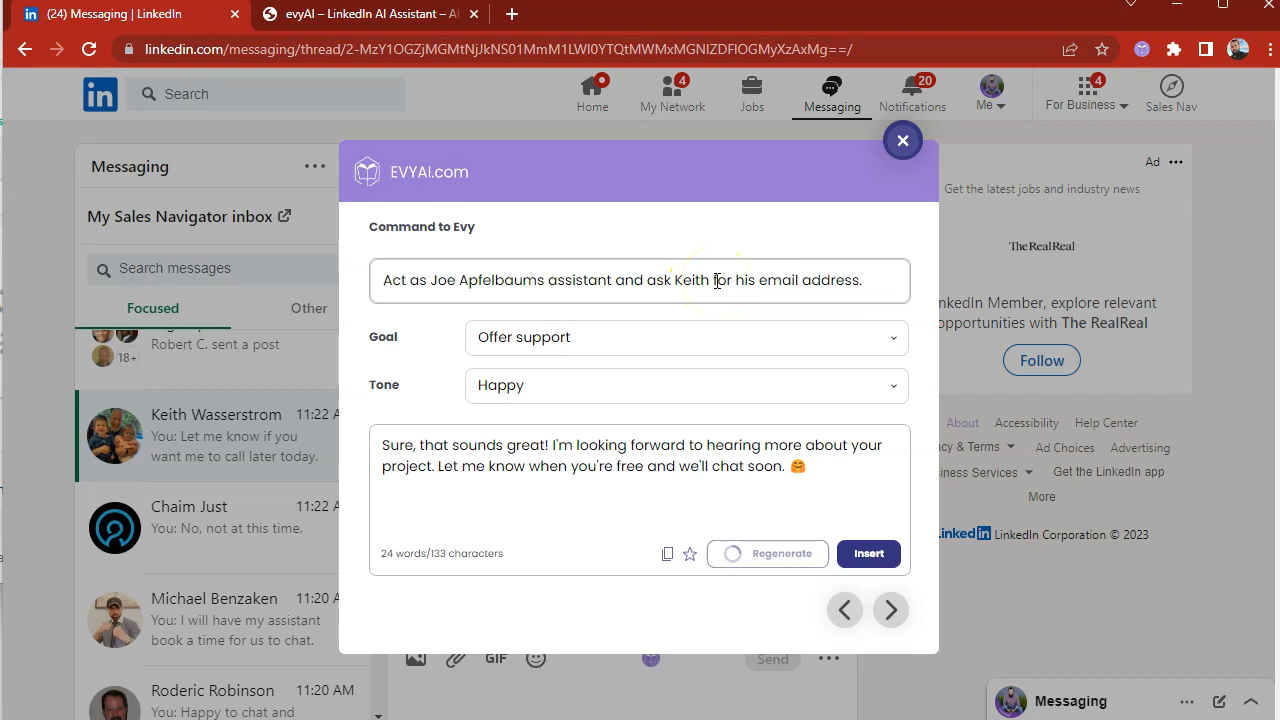 (24) Messaging | LinkedIn
evyAI – LinkedIn AI Assistant – AI
linkedin.com/messaging/thread/2-MzY1OGZjMGMtNjJkNS01MmM1LWI0YTQtMWMxMGNlZDFlOGMyXzAxMg==/
in
Search
Home
4
My Network
Jobs
Messaging
20
Notifications
Me
4
For Business
Sales Nav
Messaging
My Sales Navigator inbox
Search messages
Focused
Other
18+
Robert C. sent a post
Keith Wasserstrom 11:22 A
You: Let me know if you
want me to call later today.
Chaim Just 11:22 A
You: No, not at this time.
Michael Benzaken 11:20 A
You: I will have my assistant
book a time for us to chat.
Roderic Robinson 11:20 AM
You: Happy to chat and
EVYAI.com
Command to Evy
Act as Joe Apfelbaums assistant and ask Keith for his email address.
Goal
Offer support
Tone
Happy
Sure, that sounds great! I'm looking forward to hearing more about your
project. Let me know when you're free and we'll chat soon. 🤗
24 words/133 characters
Regenerate
Insert
GIF
Send
Ad
Get the latest jobs and industry news
TheRealReal
nkedIn Member, explore relevant
opportunities with The RealReal
Follow
About
Accessibility
Help Center
cy & Terms
Ad Choices
Advertising
siness Services
Get the LinkedIn app
More
Linkedin LinkedIn Corporation © 2023
Messaging